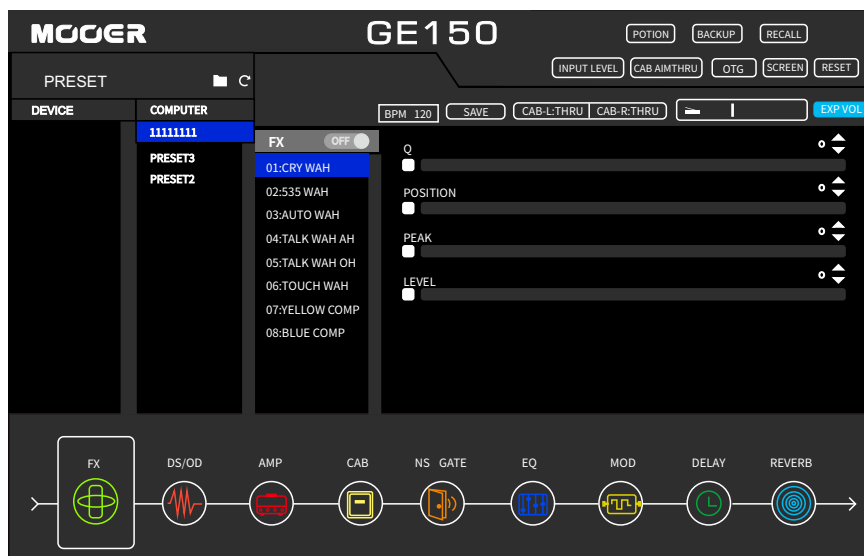 MOOER GE150 POTION BACKUP RECALL
PRESET INPUT LEVEL CAB AIMTHRU OTG SCREEN RESET
DEVICE COMPUTER BPM 120 SAVE CAB-L:THRU CAB-R:THRU EXP VOL
11111111
PRESET3
PRESET2
FX OFF
01:CRY WAH
02:535 WAH
03:AUTO WAH
04:TALK WAH AH
05:TALK WAH OH
06:TOUCH WAH
07:YELLOW COMP
08:BLUE COMP
Q 0
POSITION 0
PEAK 0
LEVEL 0
FX DS/OD AMP CAB NS GATE EQ MOD DELAY REVERB